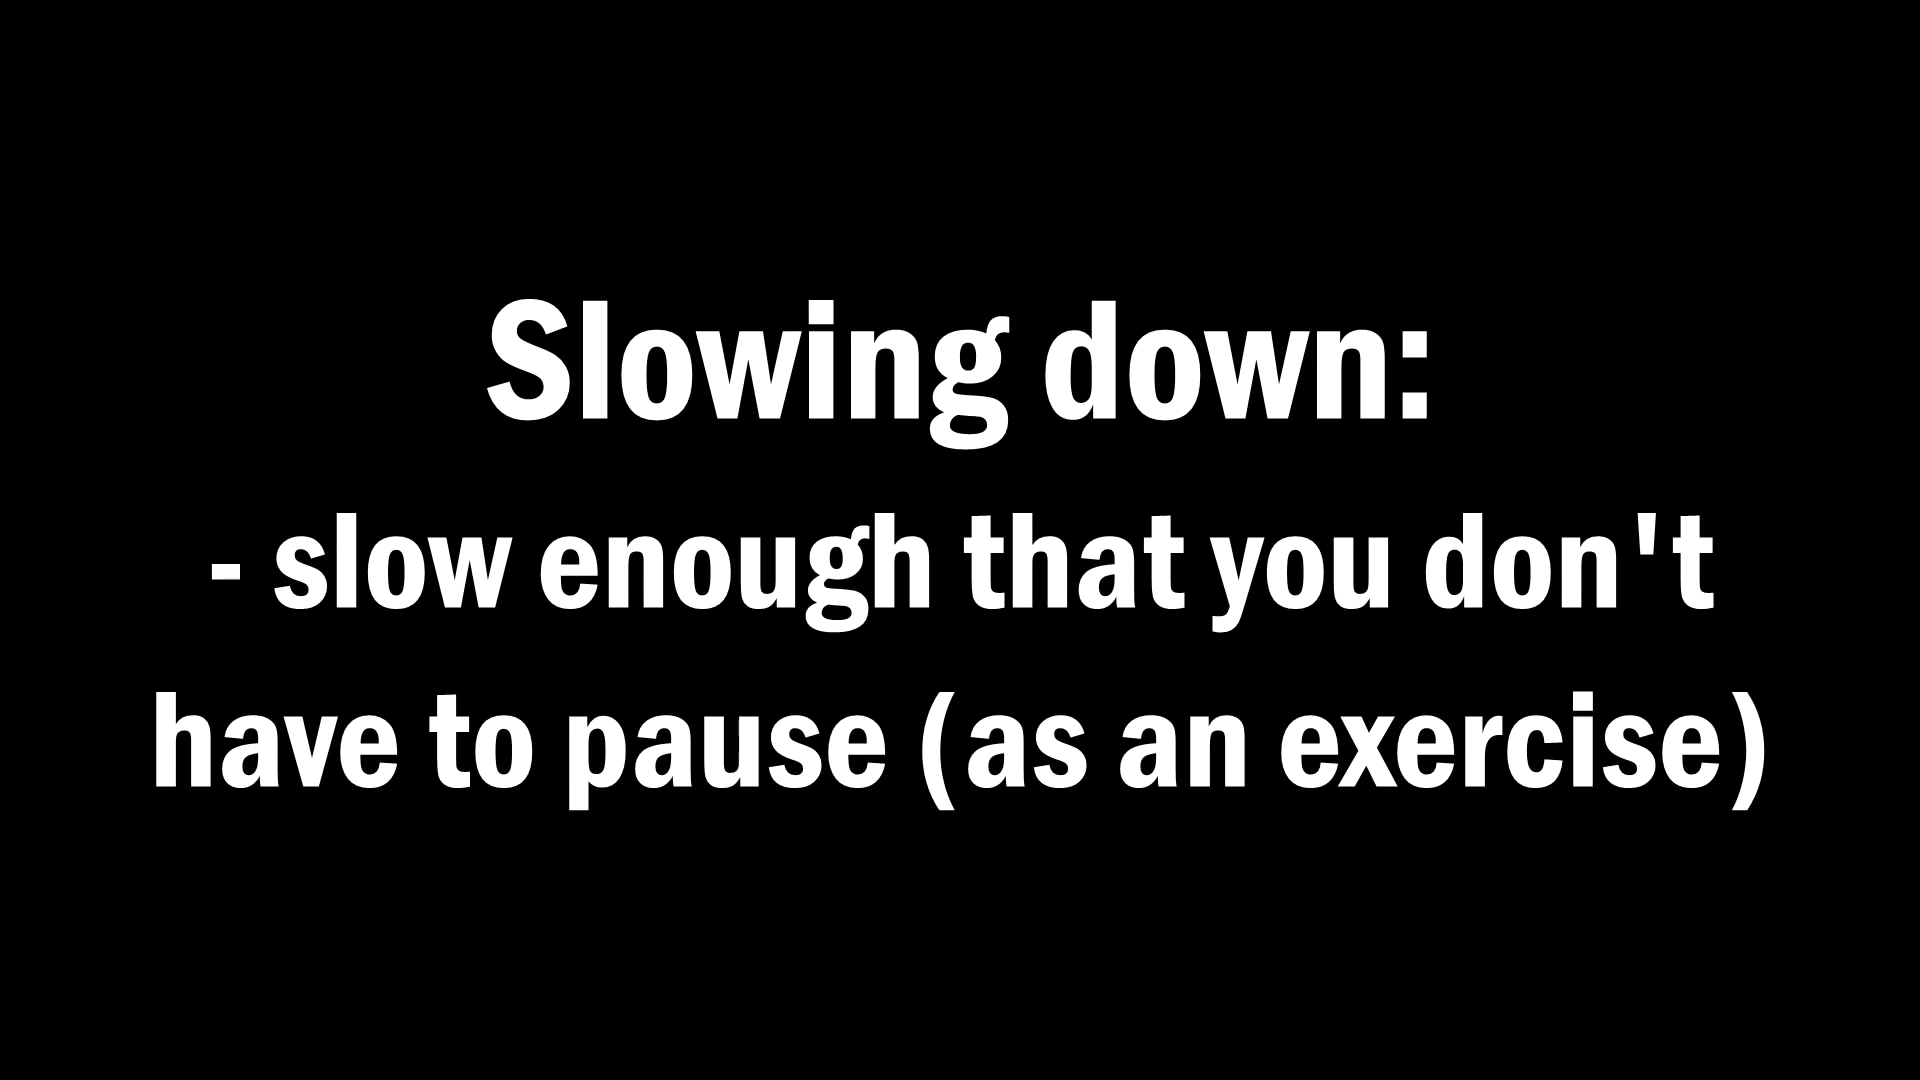 Slowing down:
- slow enough that you don't
have to pause (as an exercise)